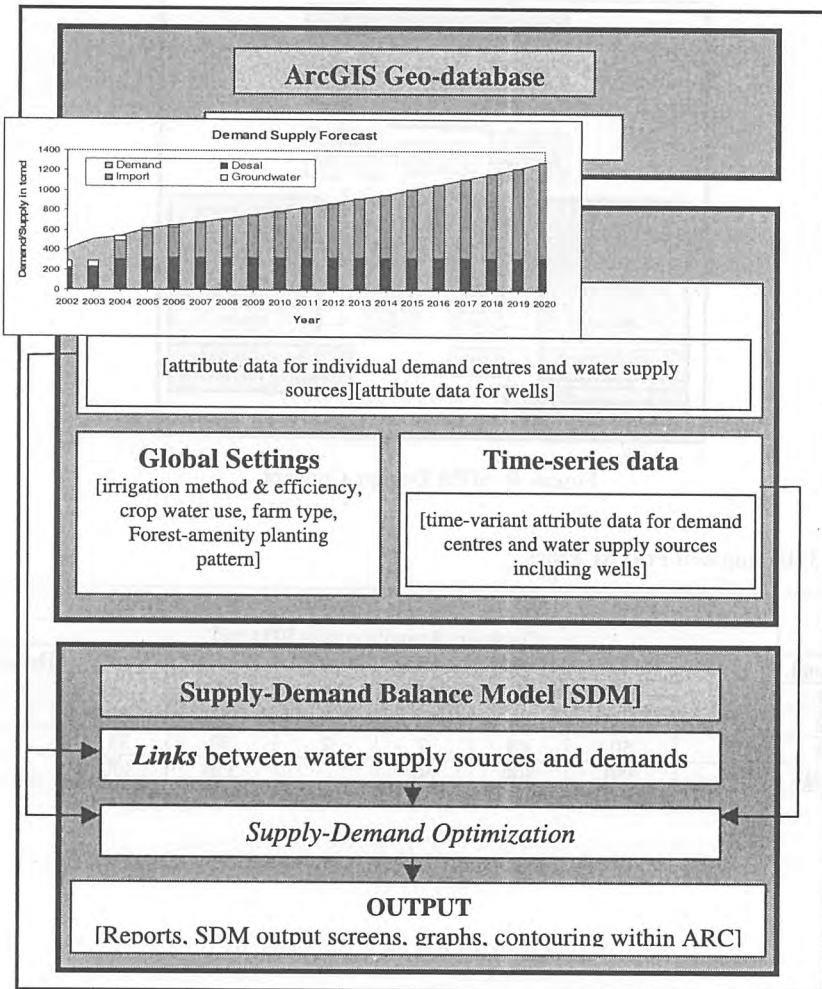 ArcGIS Geo-database
Demand Supply Forecast
Demand/Supply in tcmd
1400
1200
1000
800
600
400
200
0
Demand
Desal
Import
Groundwater
2002 2003 2004 2005 2006 2007 2008 2009 2010 2011 2012 2013 2014 2015 2016 2017 2018 2019 2020
Year
[attribute data for individual demand centres and water supply
sources][attribute data for wells]
Global Settings
[irrigation method & efficiency,
crop water use, farm type,
Forest-amenity planting
pattern]
Time-series data
[time-variant attribute data for demand
centres and water supply sources
including wells]
Supply-Demand Balance Model [SDM]
Links between water supply sources and demands
Supply-Demand Optimization
OUTPUT
[Reports, SDM output screens, graphs, contouring within ARC]